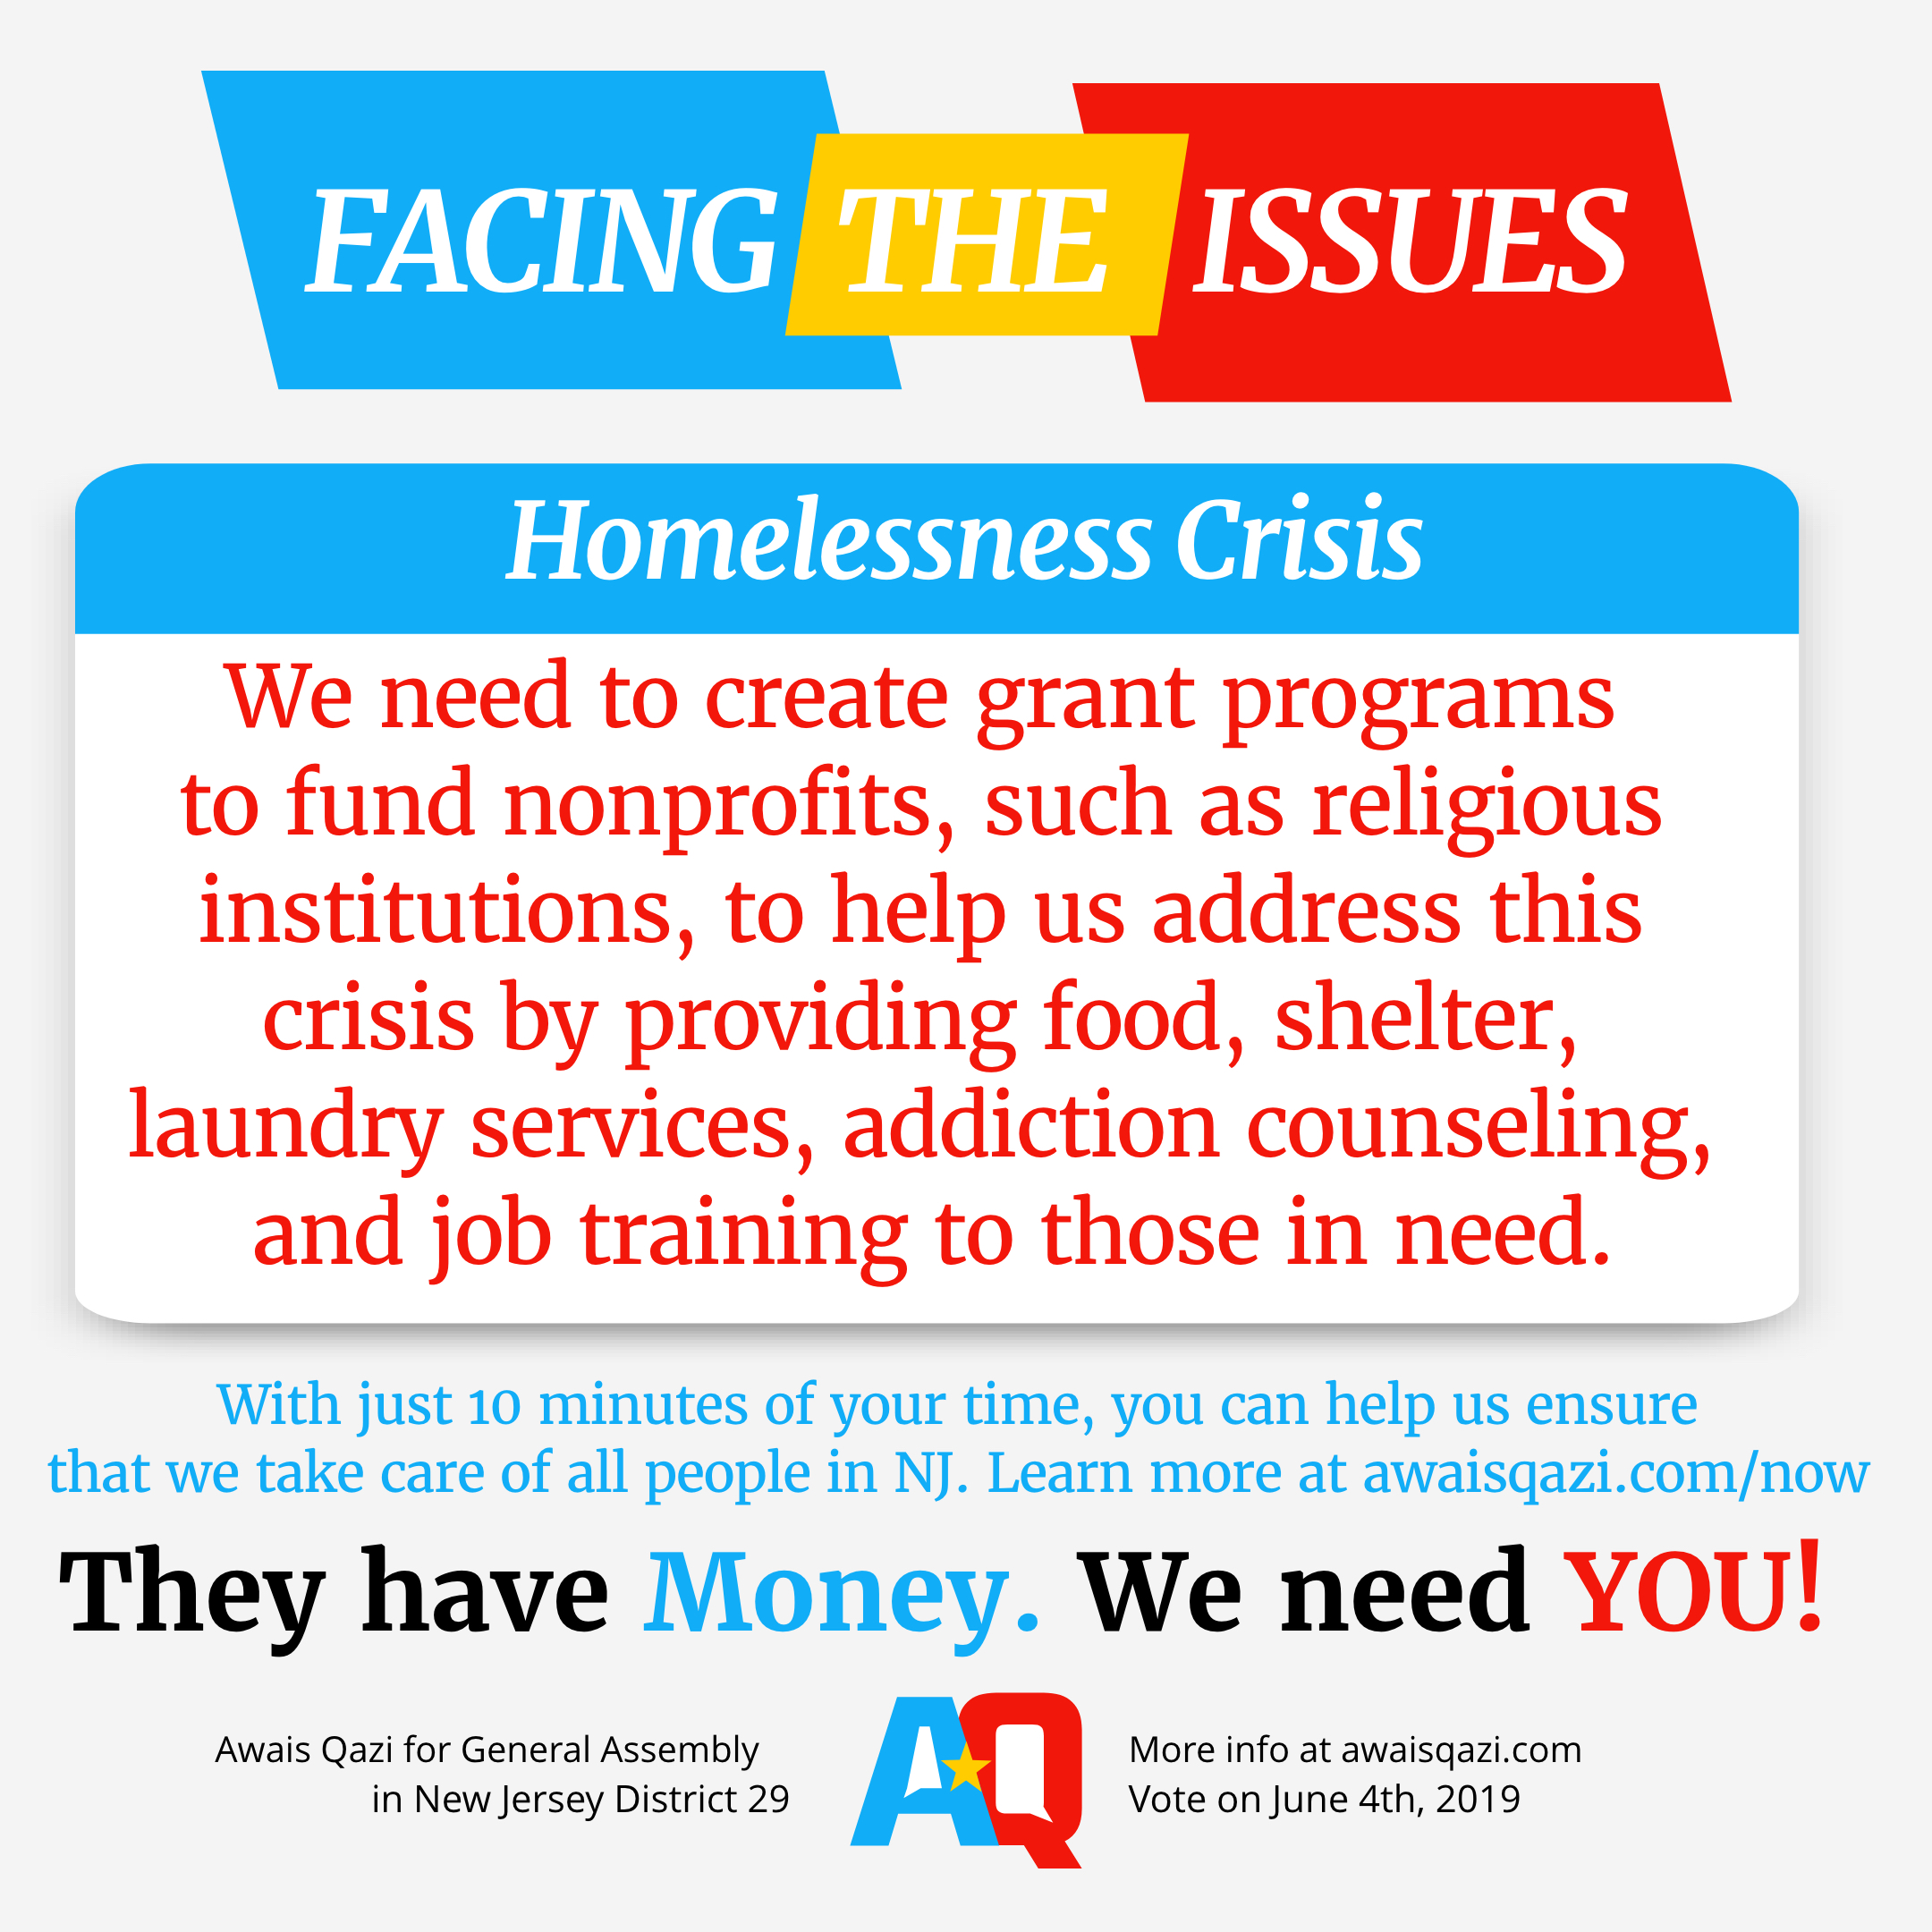 FACING THE ISSUES
Homelessness Crisis
We need to create grant programs
to fund nonprofits, such as religious
institutions, to help us address this
crisis by providing food, shelter,
laundry services, addiction counseling,
and job training to those in need.
With just 10 minutes of your time, you can help us ensure
that we take care of all people in NJ. Learn more at awaisqazi.com/now
They have Money. We need YOU!
Awais Qazi for General Assembly
in New Jersey District 29
AQ
More info at awaisqazi.com
Vote on June 4th, 2019